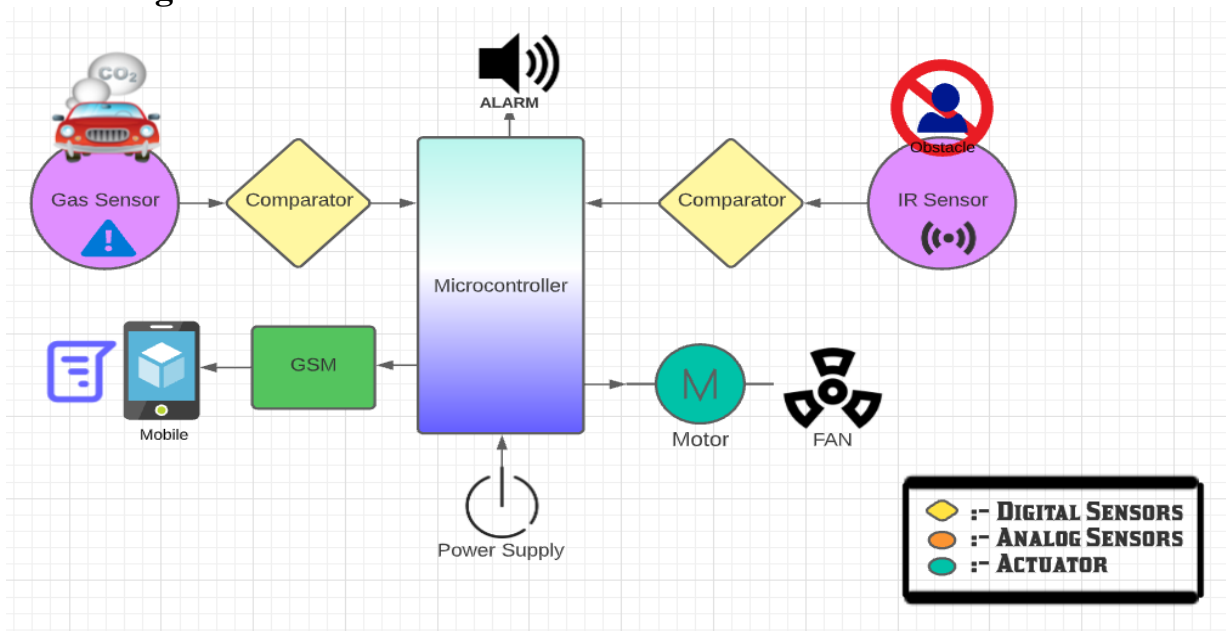 CO2
ALARM
Obstacle
Gas Sensor
Comparator
Comparator
IR Sensor
Microcontroller
GSM
Mobile
M
Motor
FAN
Power Supply
:- DIGITAL SENSORS
:- ANALOG SENSORS
:- ACTUATOR